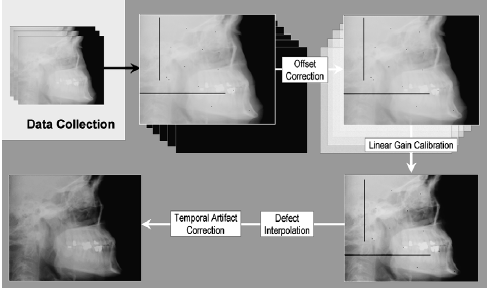 Data Collection
Offset
Correction
Linear Gain Calibration
Temporal Artifact
Correction
Defect
Interpolation